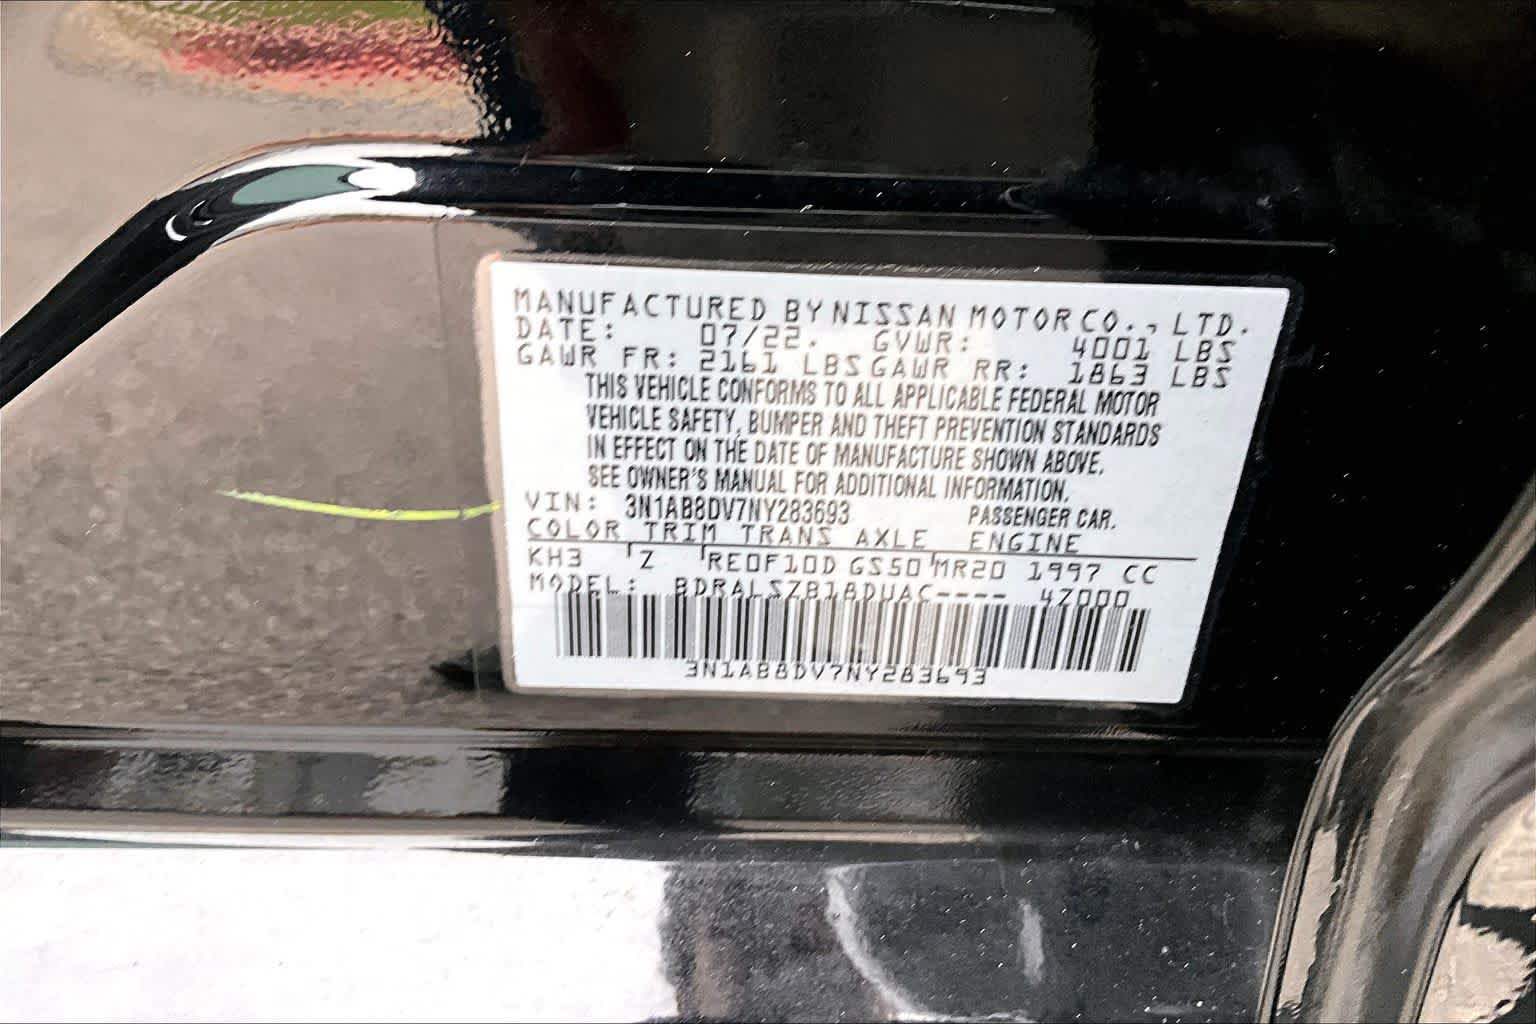 MANUFACTURED BY NISSAN MOTOR CO., LTD.
DATE: 07/22. GVWR: 4001 LBS
GAWR FR: 2161 LBS GAWR RR: 1863 LBS
THIS VEHICLE CONFORMS TO ALL APPLICABLE FEDERAL MOTOR
VEHICLE SAFETY, BUMPER AND THEFT PREVENTION STANDARDS
IN EFFECT ON THE DATE OF MANUFACTURE SHOWN ABOVE.
SEE OWNER'S MANUAL FOR ADDITIONAL INFORMATION.
VIN: 3N1AB8DV7NY283693 PASSENGER CAR.
COLOR TRIM TRANS AXLE ENGINE
KH3 Z RE0F10D GS50 MR20 1997 CC
MODEL: BDRALSZB18DUAC---- 47000
3N1AB8DV7NY283693